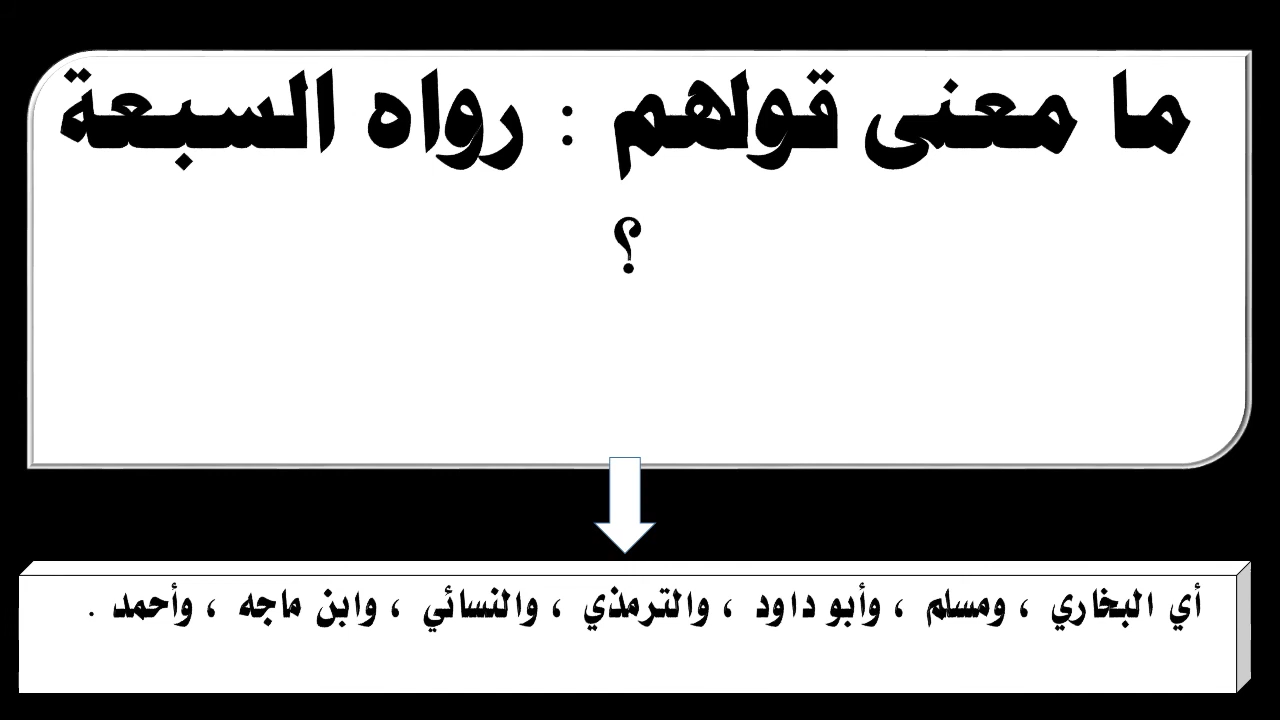 ما معنى قولهم : رواه السبعة
؟
أي البخاري ، ومسلم ، وأبو داود ، والترمذي ، والنسائي ، وابن ماجه ، وأحمد .